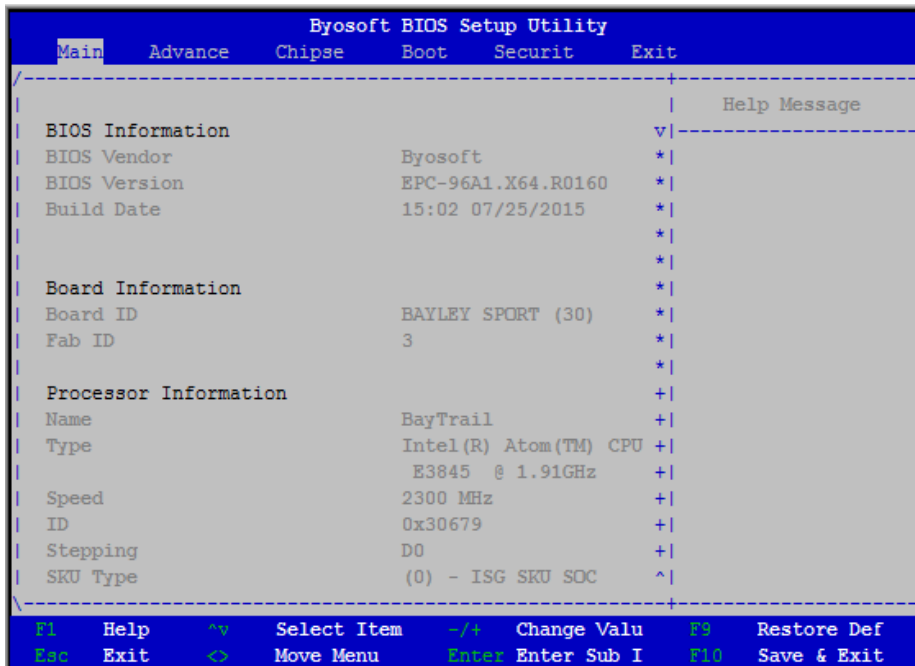 Byosoft BIOS Setup Utility
Main Advance Chipse Boot Securit Exit
Help Message
BIOS Information
BIOS Vendor Byosoft
BIOS Version EPC-96A1.X64.R0160
Build Date 15:02 07/25/2015
Board Information
Board ID BAYLEY SPORT (30)
Fab ID 3
Processor Information
Name BayTrail
Type Intel(R) Atom(TM) CPU
E3845 @ 1.91GHz
Speed 2300 MHz
ID 0x30679
Stepping D0
SKU Type (0) - ISG SKU SOC
F1 Help ^v Select Item -/+ Change Valu F9 Restore Def
Esc Exit <> Move Menu Enter Enter Sub I F10 Save & Exit